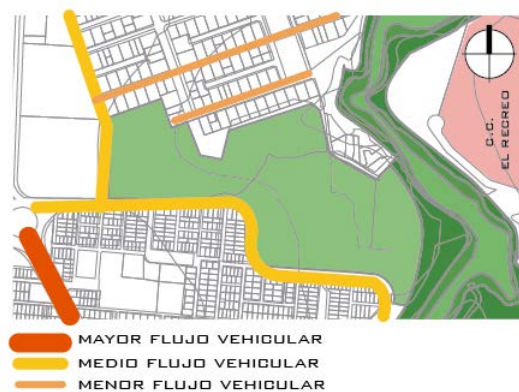 C.C.
EL RECREO
MAYOR FLUJO VEHICULAR
MEDIO FLUJO VEHICULAR
MENOR FLUJO VEHICULAR